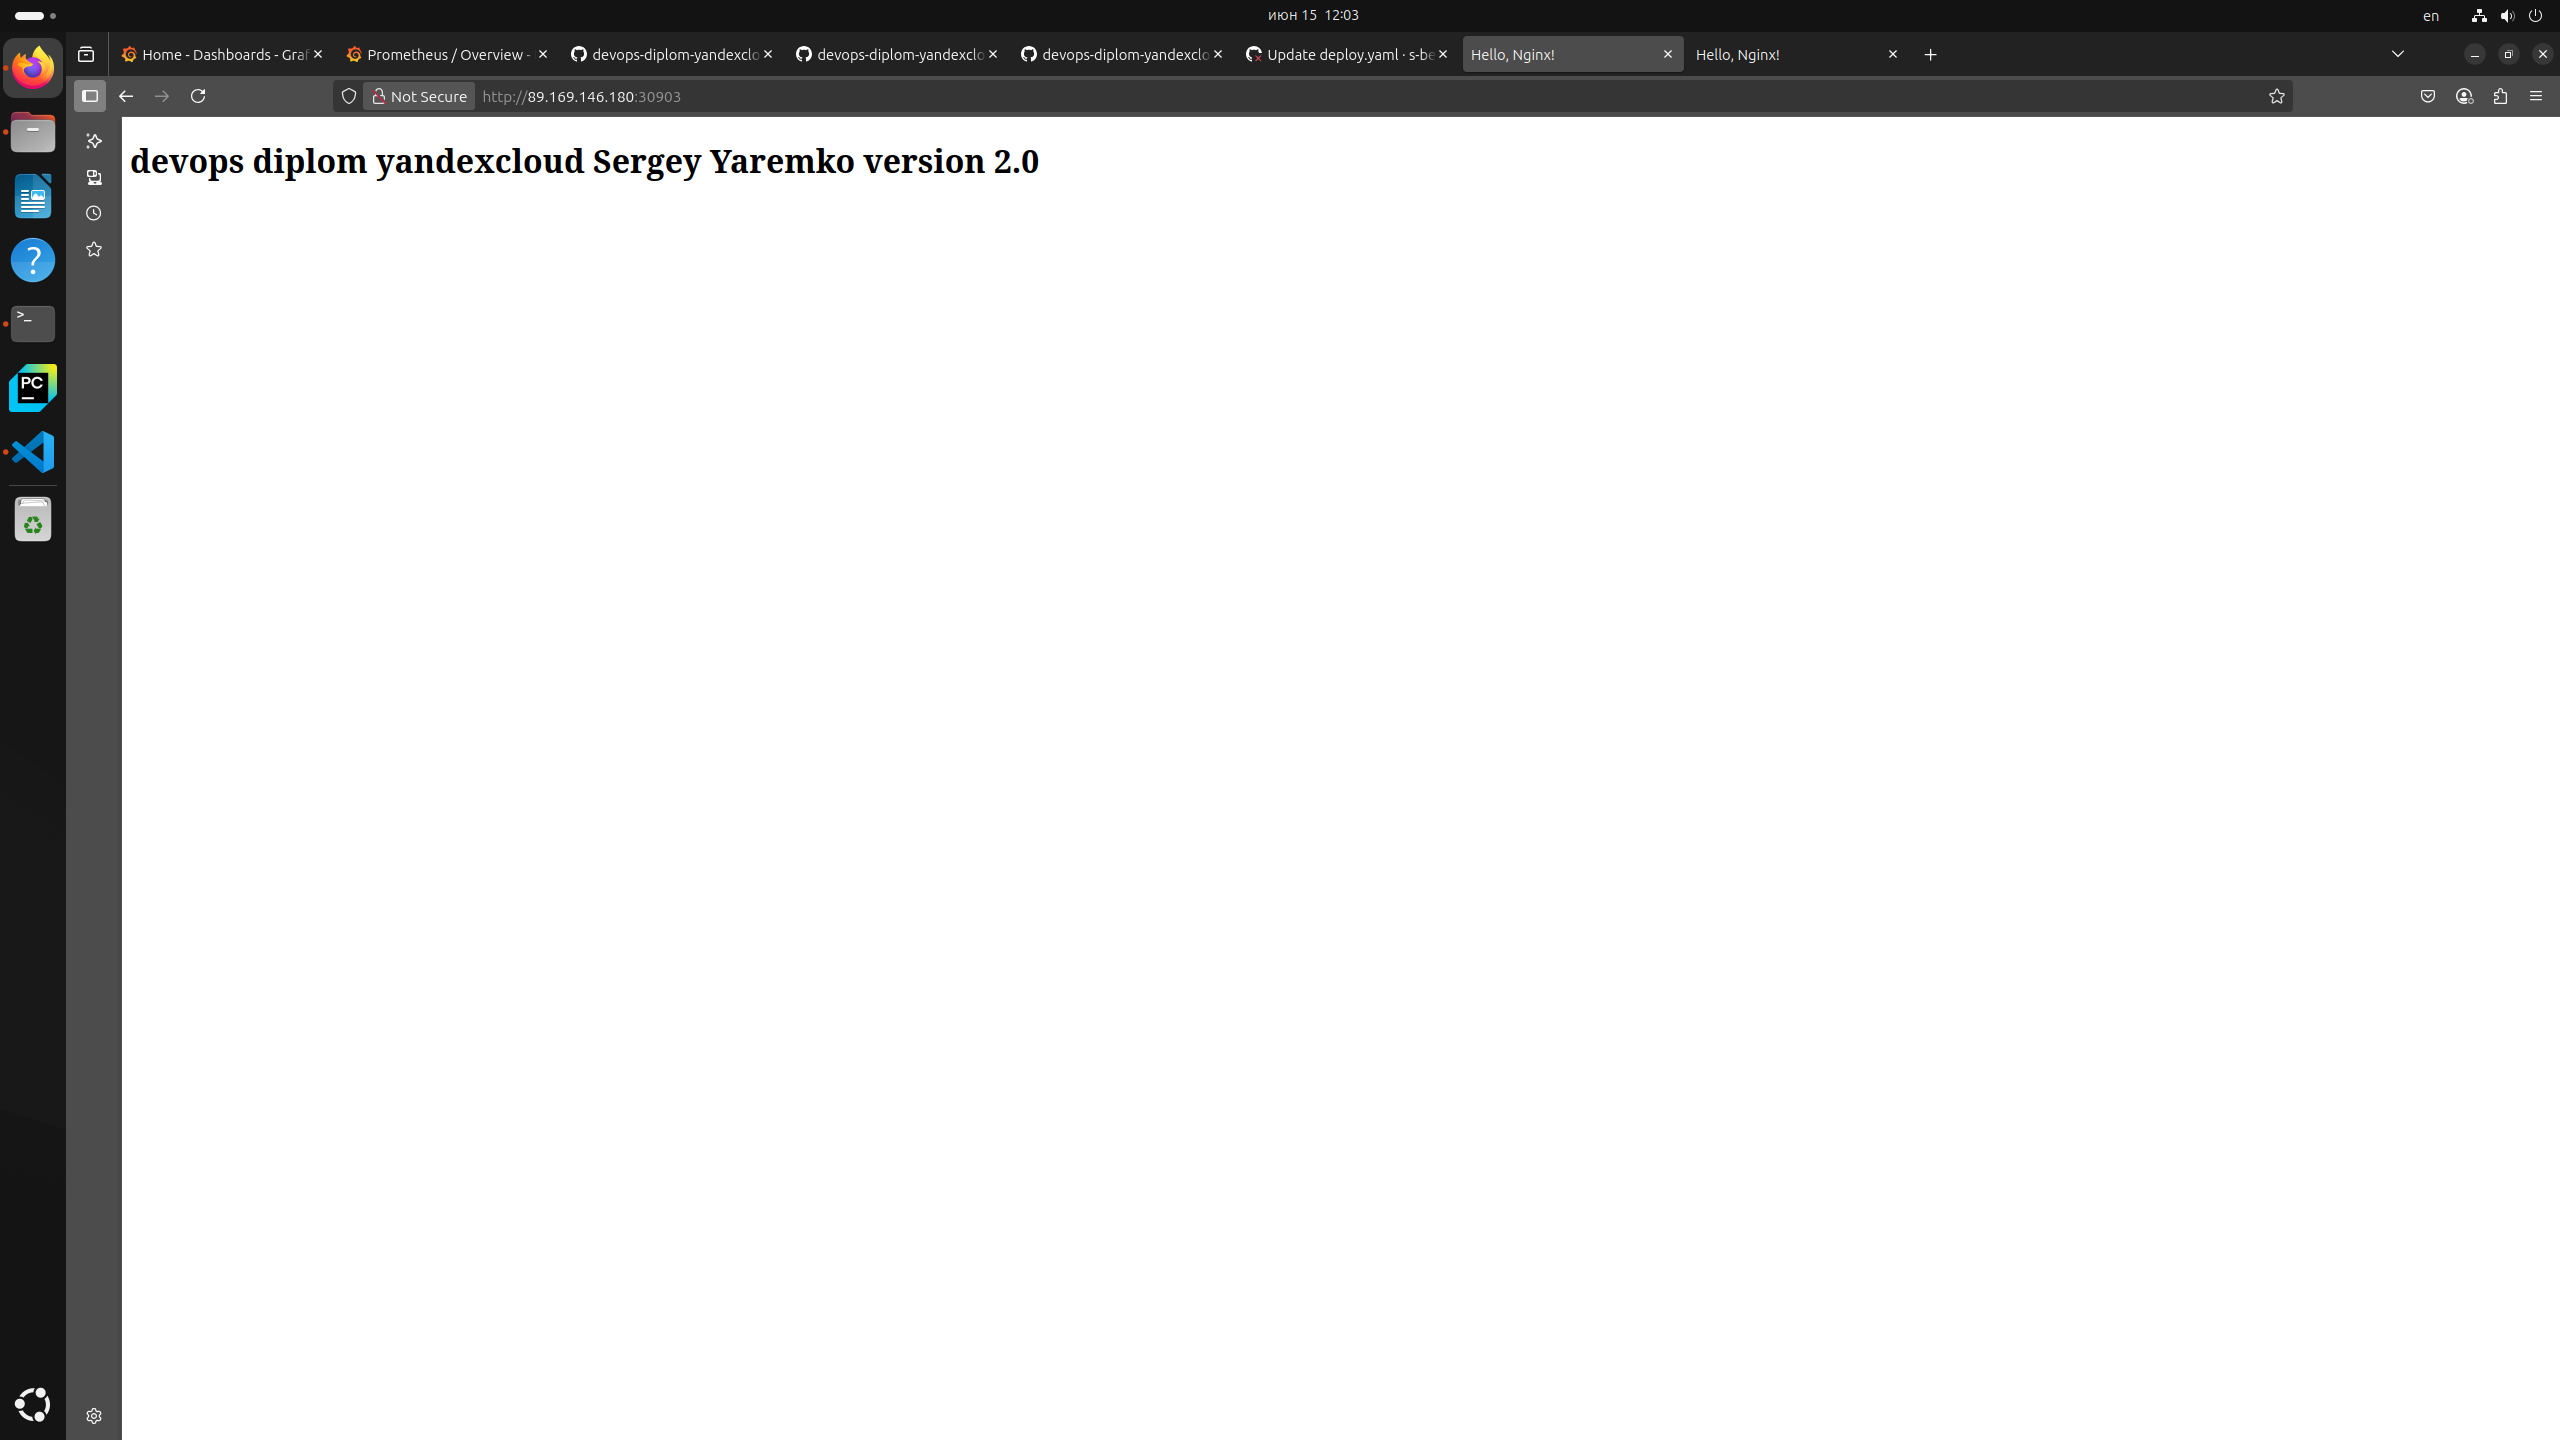 июн 15 12:03
en
Home - Dashboards - Graf
Prometheus / Overview -
devops-diplom-yandexclo
devops-diplom-yandexclo
devops-diplom-yandexclo
Update deploy.yaml · s-be
Hello, Nginx!
Hello, Nginx!
Not Secure
http://89.169.146.180:30903
devops diplom yandexcloud Sergey Yaremko version 2.0
>_
PC